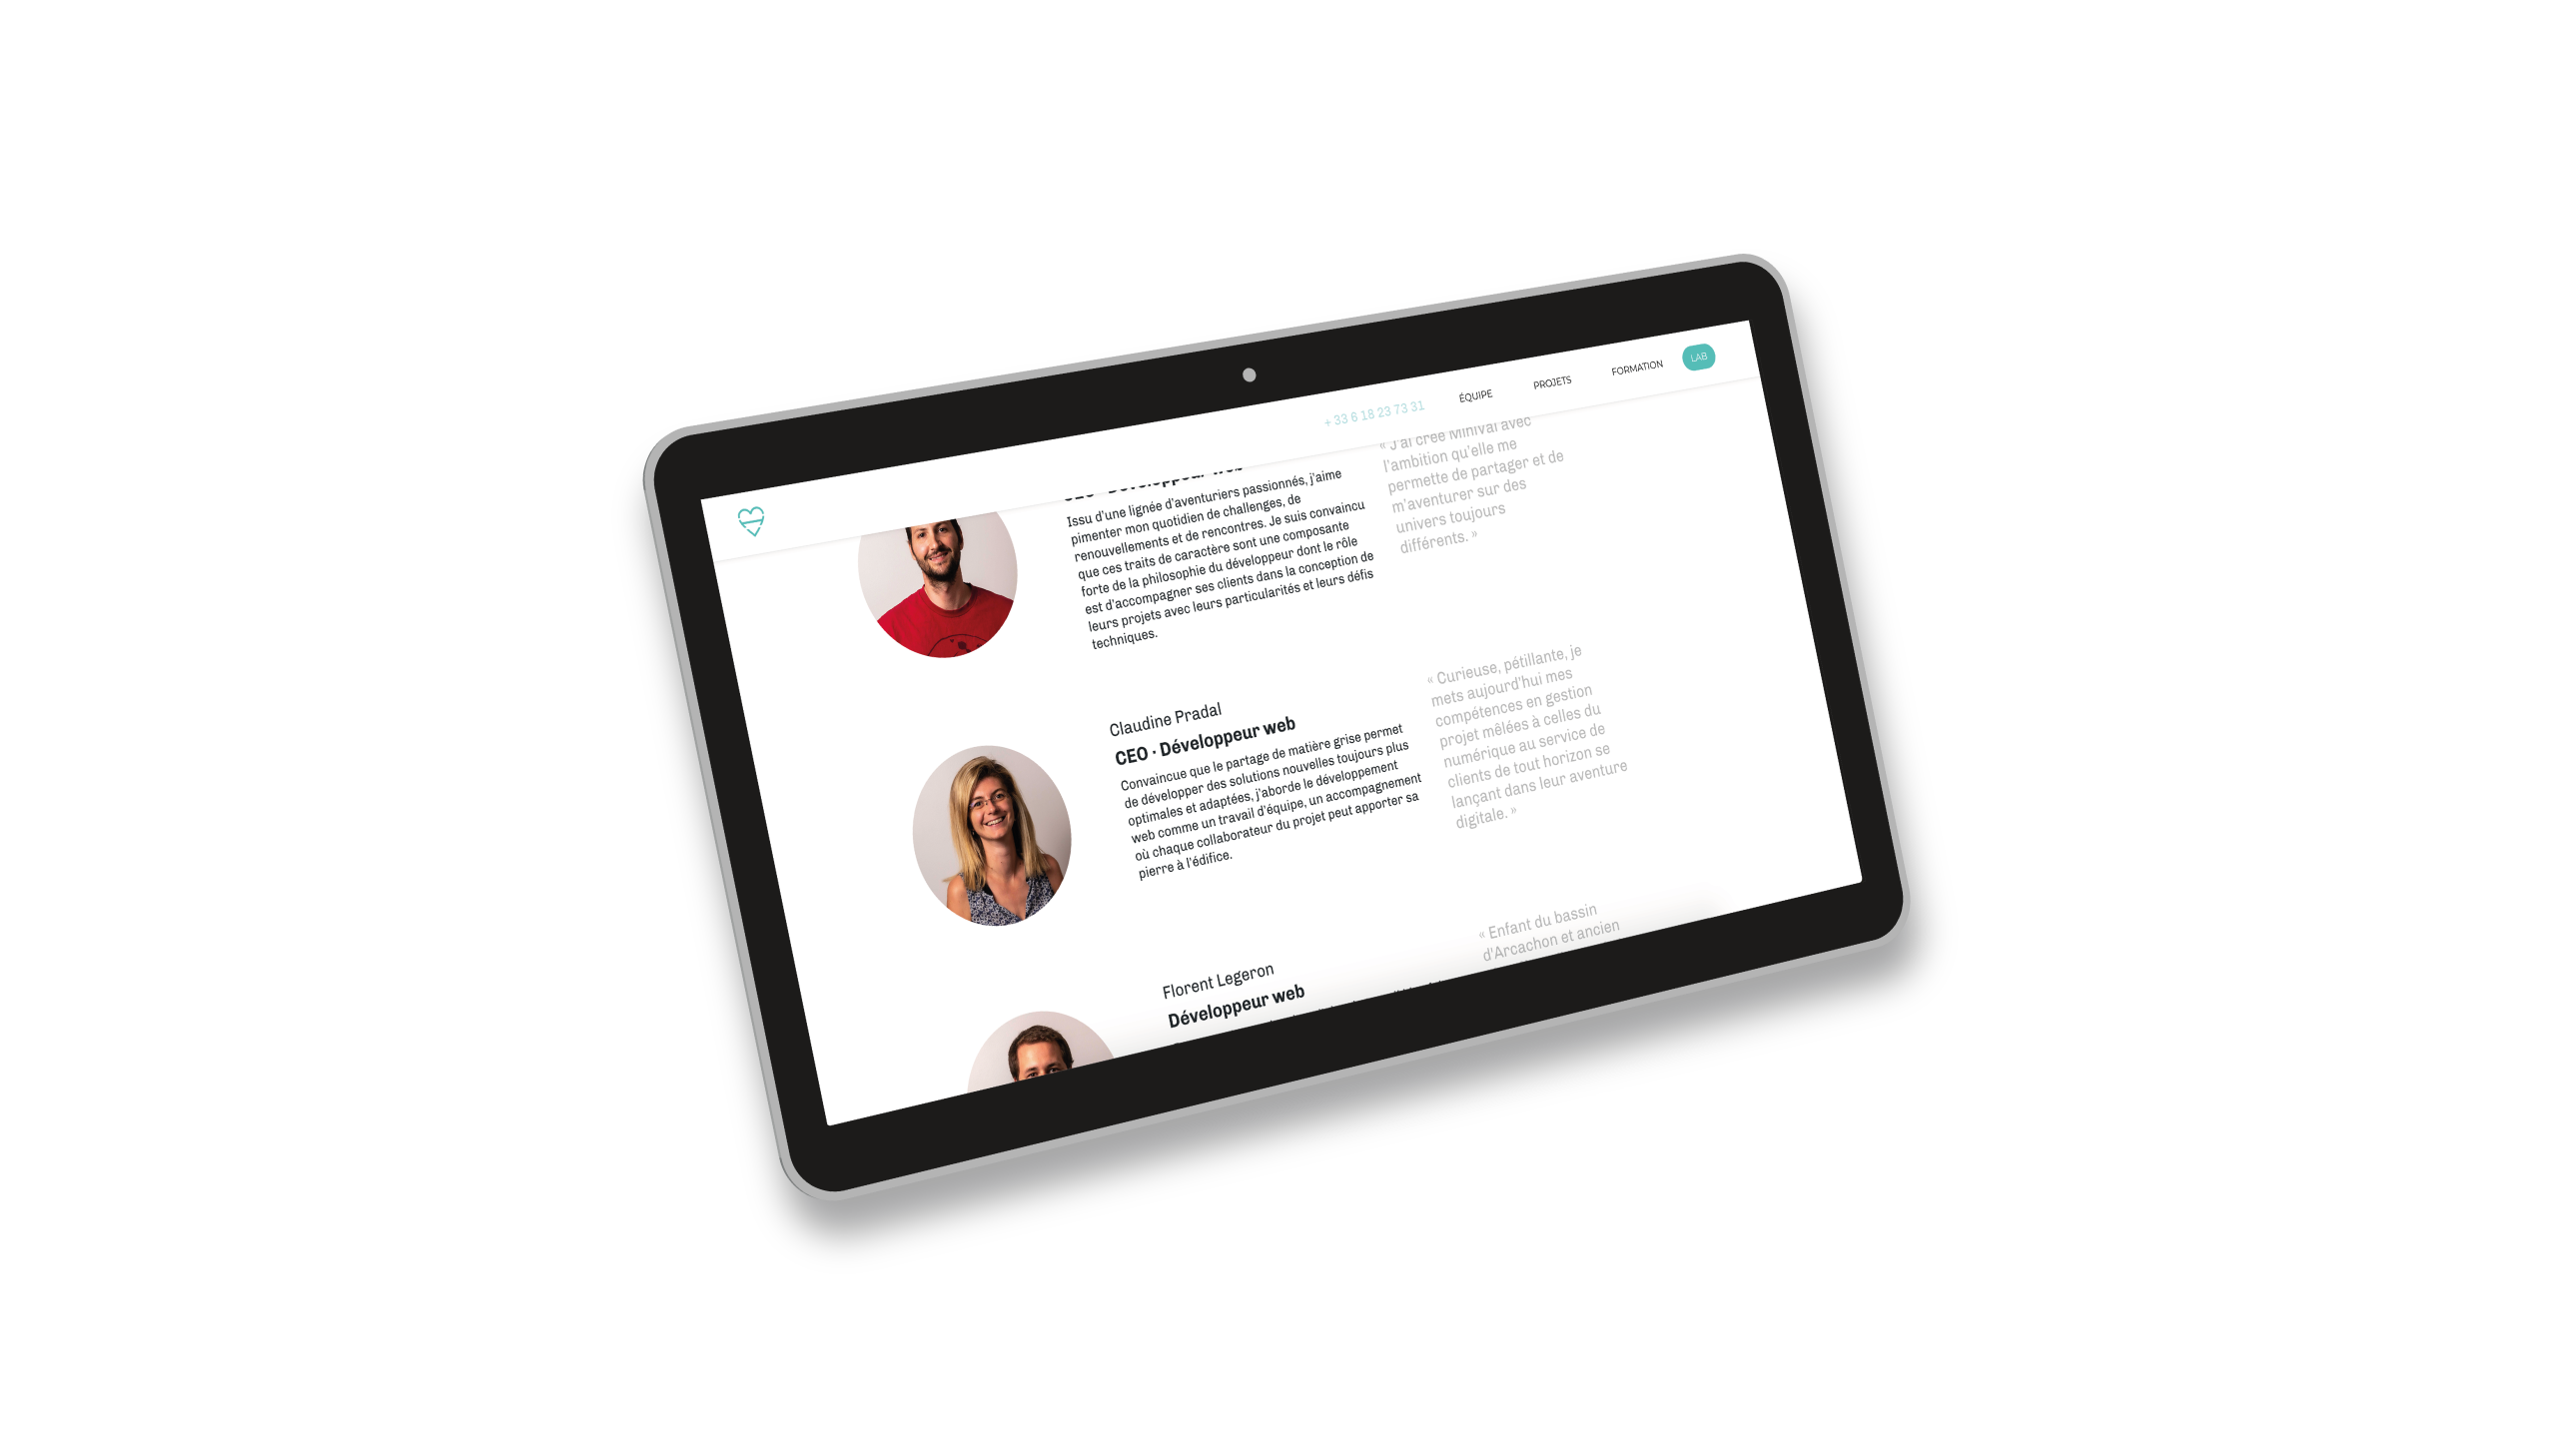 + 33 6 18 23 73 31
ÉQUIPE
PROJETS
FORMATION
LAB
CEO · Développeur web
Issu d'une lignée d'aventuriers passionnés, j'aime
pimenter mon quotidien de challenges, de
renouvellements et de rencontres. Je suis convaincu
que ces traits de caractère sont une composante
forte de la philosophie du développeur dont le rôle
est d'accompagner ses clients dans la conception de
leurs projets avec leurs particularités et leurs défis
techniques.
« J'ai créé Minival avec
l'ambition qu'elle me
permette de partager et de
m'aventurer sur des
univers toujours
différents. »
Claudine Pradal
CEO · Développeur web
Convaincue que le partage de matière grise permet
de développer des solutions nouvelles toujours plus
optimales et adaptées, j'aborde le développement
web comme un travail d'équipe, un accompagnement
où chaque collaborateur du projet peut apporter sa
pierre à l'édifice.
« Curieuse, pétillante, je
mets aujourd'hui mes
compétences en gestion
projet mêlées à celles du
numérique au service de
clients de tout horizon se
lançant dans leur aventure
digitale. »
Florent Legeron
Développeur web
« Enfant du bassin
d'Arcachon et ancien